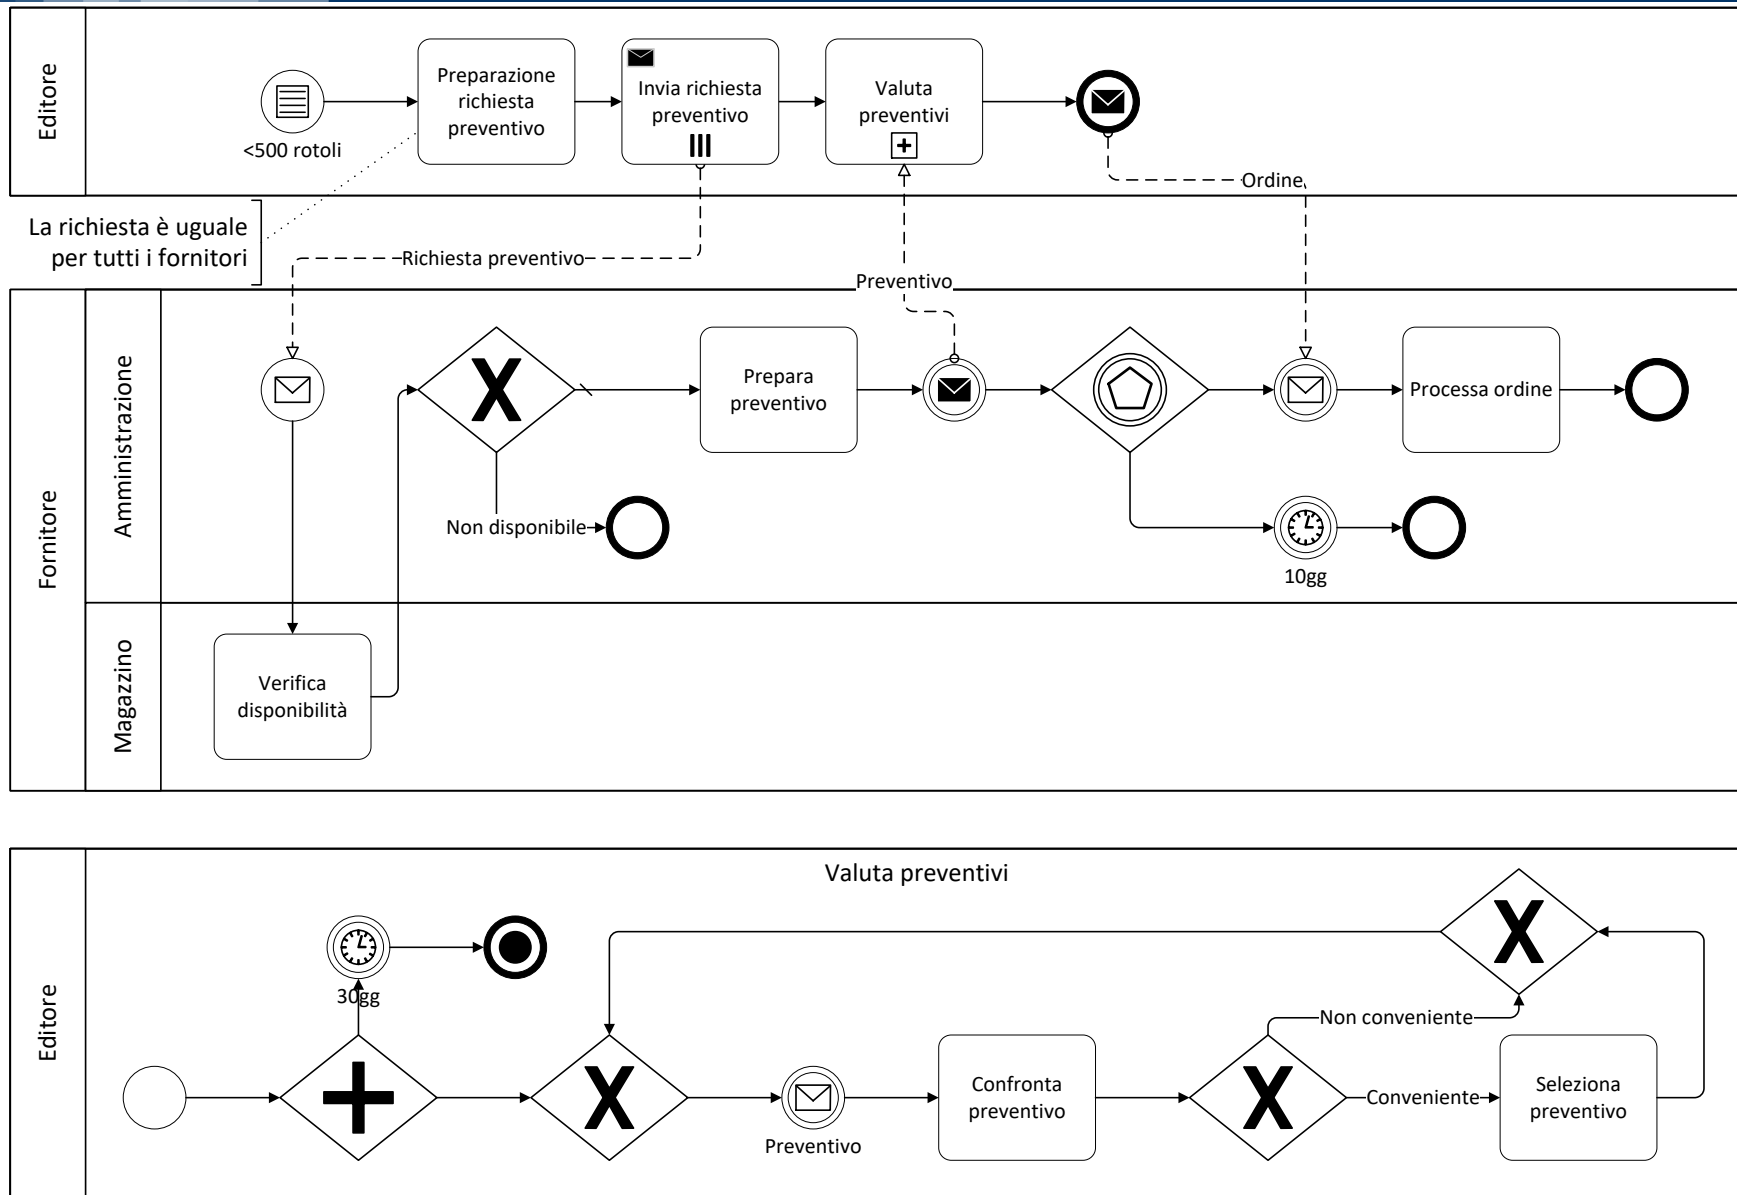 Editore
<500 rotoli
Preparazione
richiesta
preventivo
Invia richiesta
preventivo
Valuta
preventivi
Ordine
La richiesta è uguale
per tutti i fornitori
Richiesta preventivo
Preventivo
Fornitore
Amministrazione
Prepara
preventivo
Processa ordine
Non disponibile
10gg
Magazzino
Verifica
disponibilità
Editore
Valuta preventivi
30gg
Non conveniente
Preventivo
Confronta
preventivo
Conveniente
Seleziona
preventivo